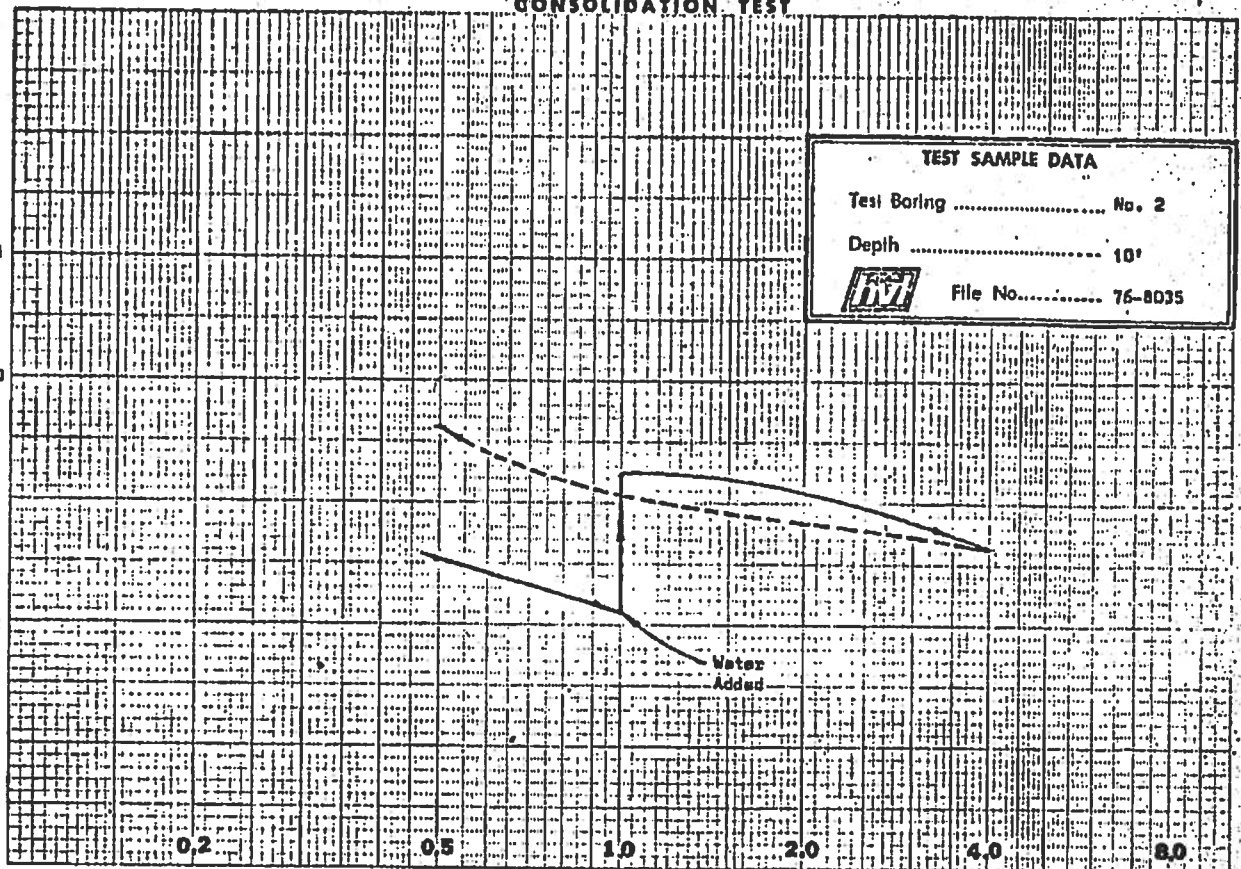 CONSOLIDATION TEST
TEST SAMPLE DATA
Test Boring ........................ No. 2
Depth ............................... 10'
File No............ 76-8035
Water
Added
0.2 0.5 1.0 2.0 4.0 8.0